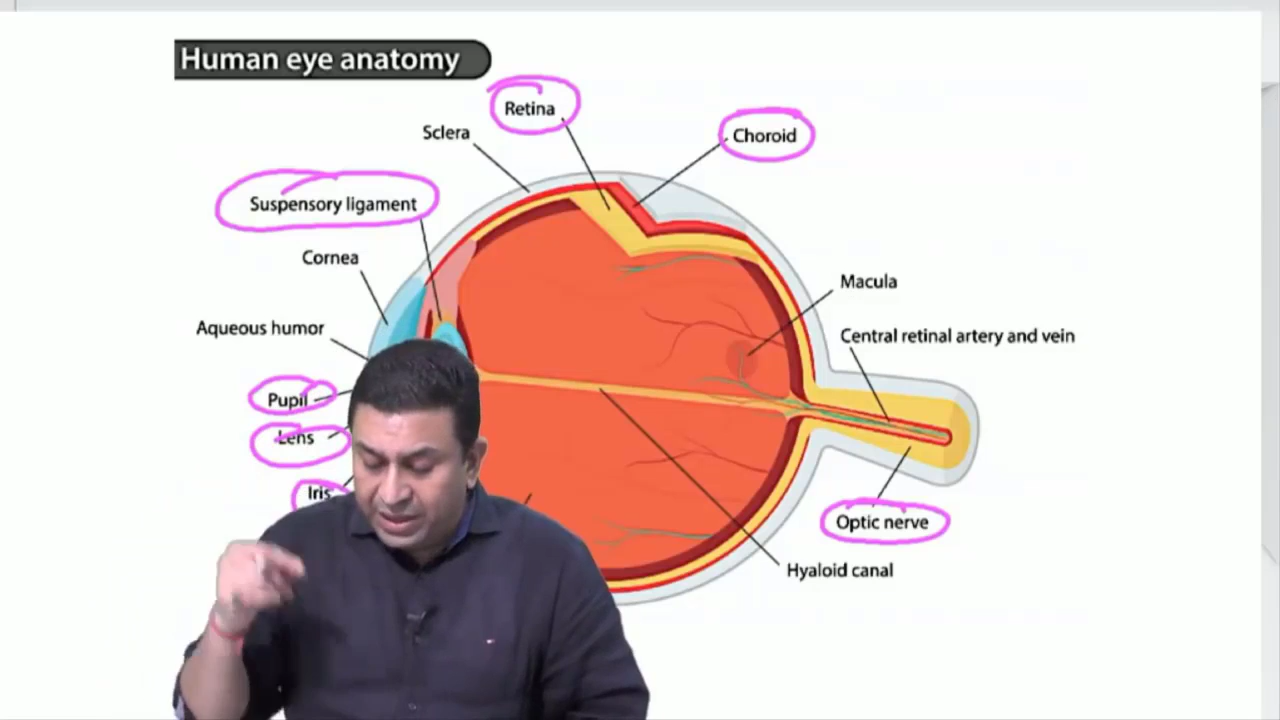 Human eye anatomy
Retina
Sclera
Choroid
Suspensory ligament
Cornea
Macula
Aqueous humor
Central retinal artery and vein
Pupil
Lens
Iris
Optic nerve
Hyaloid canal